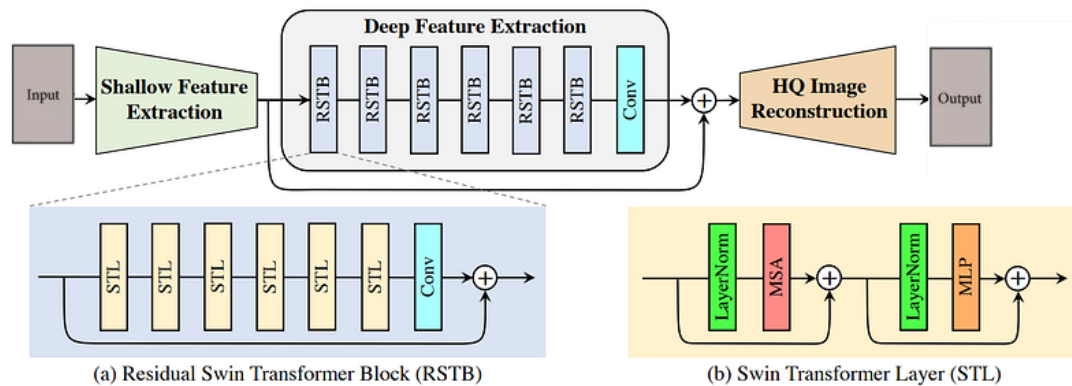 Deep Feature Extraction
Input
Shallow Feature
Extraction
RSTB
RSTB
RSTB
RSTB
RSTB
RSTB
Conv
+
HQ Image
Reconstruction
Output
STL
STL
STL
STL
STL
STL
Conv
+
LayerNorm
MSA
+
LayerNorm
MLP
+
(a) Residual Swin Transformer Block (RSTB)
(b) Swin Transformer Layer (STL)